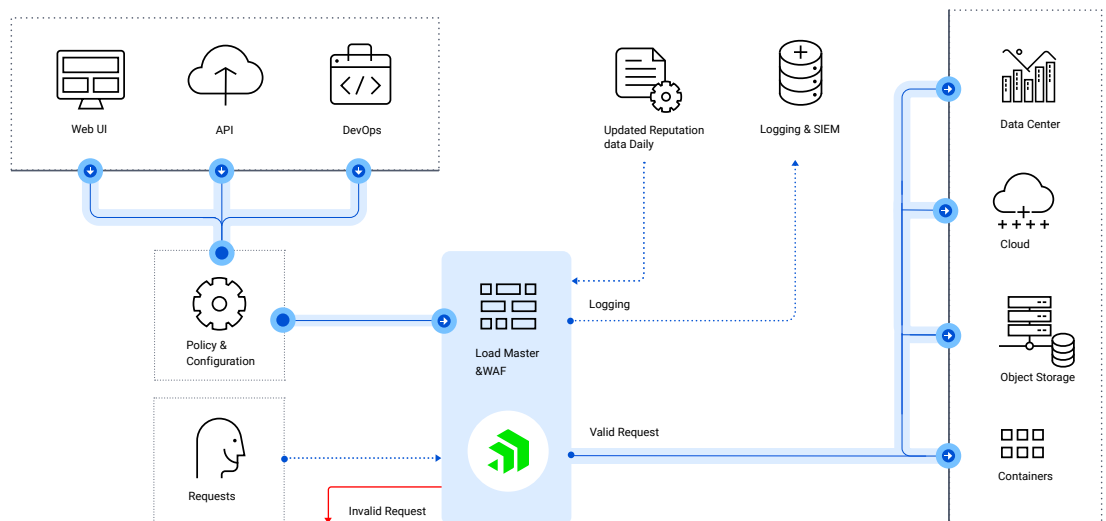 Web UI
API
DevOps
Updated Reputation
data Daily
Logging & SIEM
Data Center
Cloud
Logging
Policy &
Configuration
Load Master
&WAF
Object Storage
Valid Request
Containers
Requests
Invalid Request